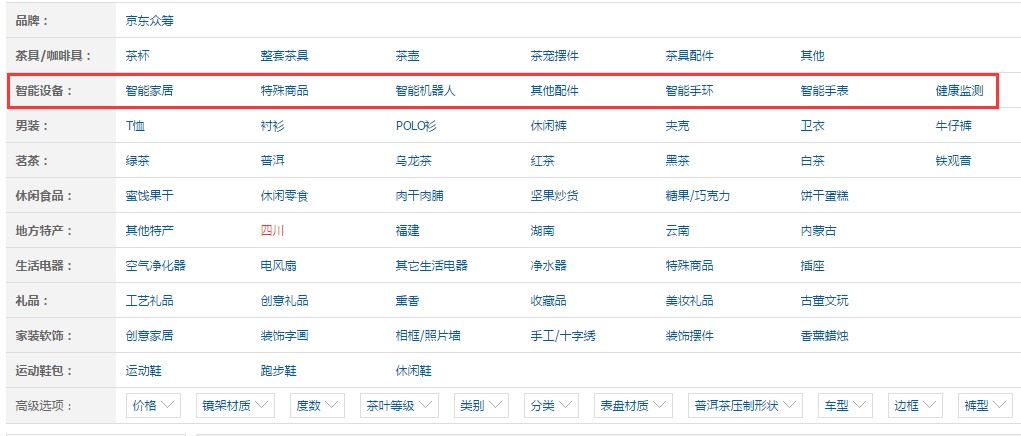 品牌： 京东众筹
茶具/咖啡具： 茶杯 整套茶具 茶壶 茶宠摆件 茶具配件 其他
智能设备： 智能家居 特殊商品 智能机器人 其他配件 智能手环 智能手表 健康监测
男装： T恤 衬衫 POLO衫 休闲裤 夹克 卫衣 牛仔裤
茗茶： 绿茶 普洱 乌龙茶 红茶 黑茶 白茶 铁观音
休闲食品： 蜜饯果干 休闲零食 肉干肉脯 坚果炒货 糖果/巧克力 饼干蛋糕
地方特产： 其他特产 四川 福建 湖南 云南 内蒙古
生活电器： 空气净化器 电风扇 其它生活电器 净水器 特殊商品 插座
礼品： 工艺礼品 创意礼品 熏香 收藏品 美妆礼品 古董文玩
家装软饰： 创意家居 装饰字画 相框/照片墙 手工/十字绣 装饰摆件 香薰蜡烛
运动鞋包： 运动鞋 跑步鞋 休闲鞋
高级选项： 价格 镜架材质 度数 茶叶等级 类别 分类 表盘材质 普洱茶压制形状 车型 边框 裤型